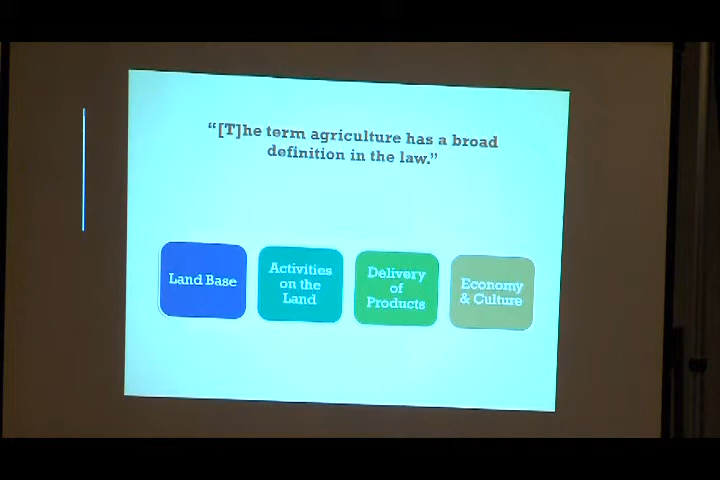 “[T]he term agriculture has a broad
definition in the law.”
Land Base
Activities
on the
Land
Delivery
of
Products
Economy
& Culture